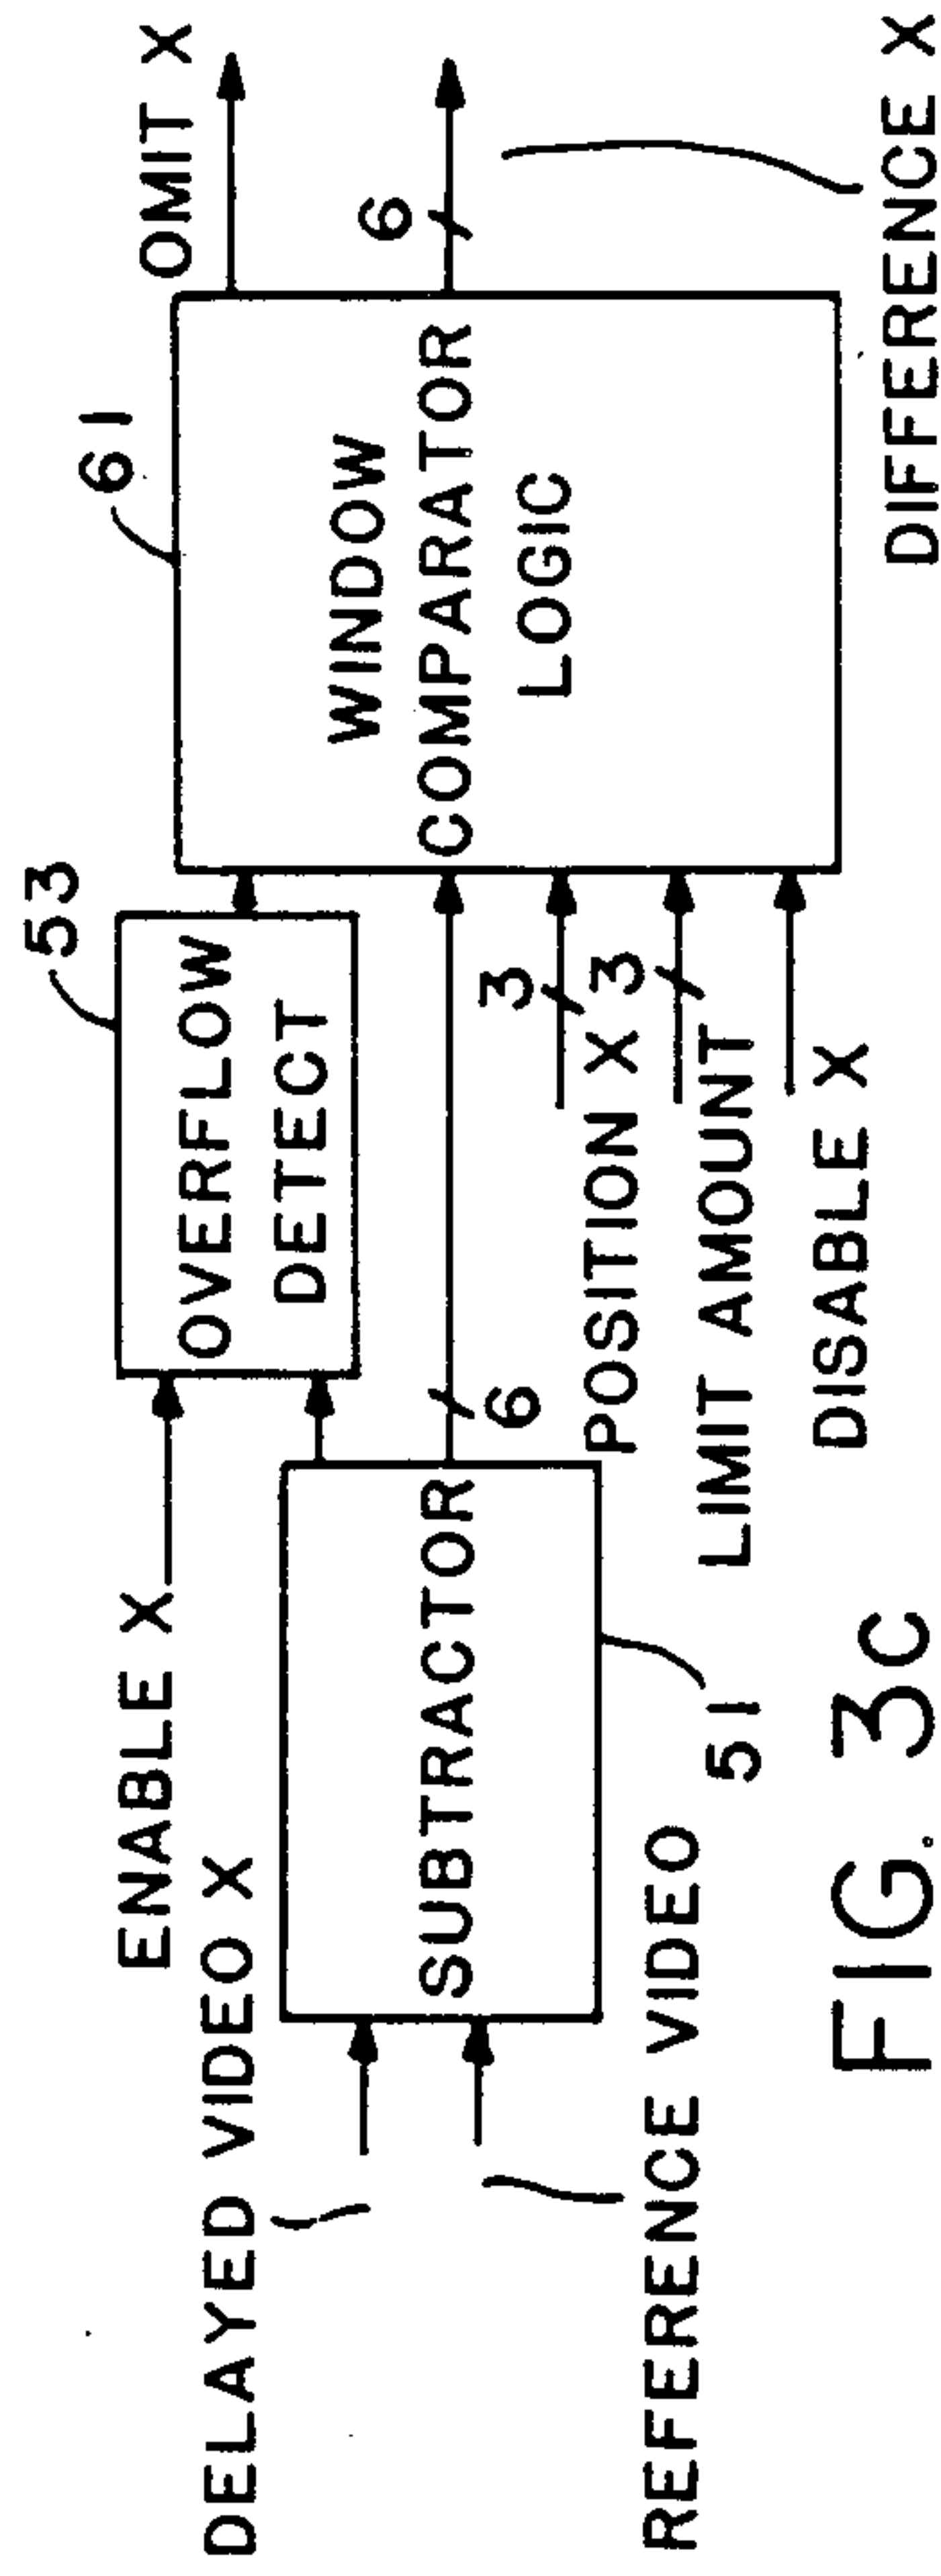 ENABLE X
DELAYED VIDEO X
REFERENCE VIDEO
SUBTRACTOR
51
OVERFLOW
DETECT
53
6
POSITION X
3
LIMIT AMOUNT
3
DISABLE X
WINDOW
COMPARATOR
LOGIC
61
OMIT X
6
DIFFERENCE X
FIG. 3C